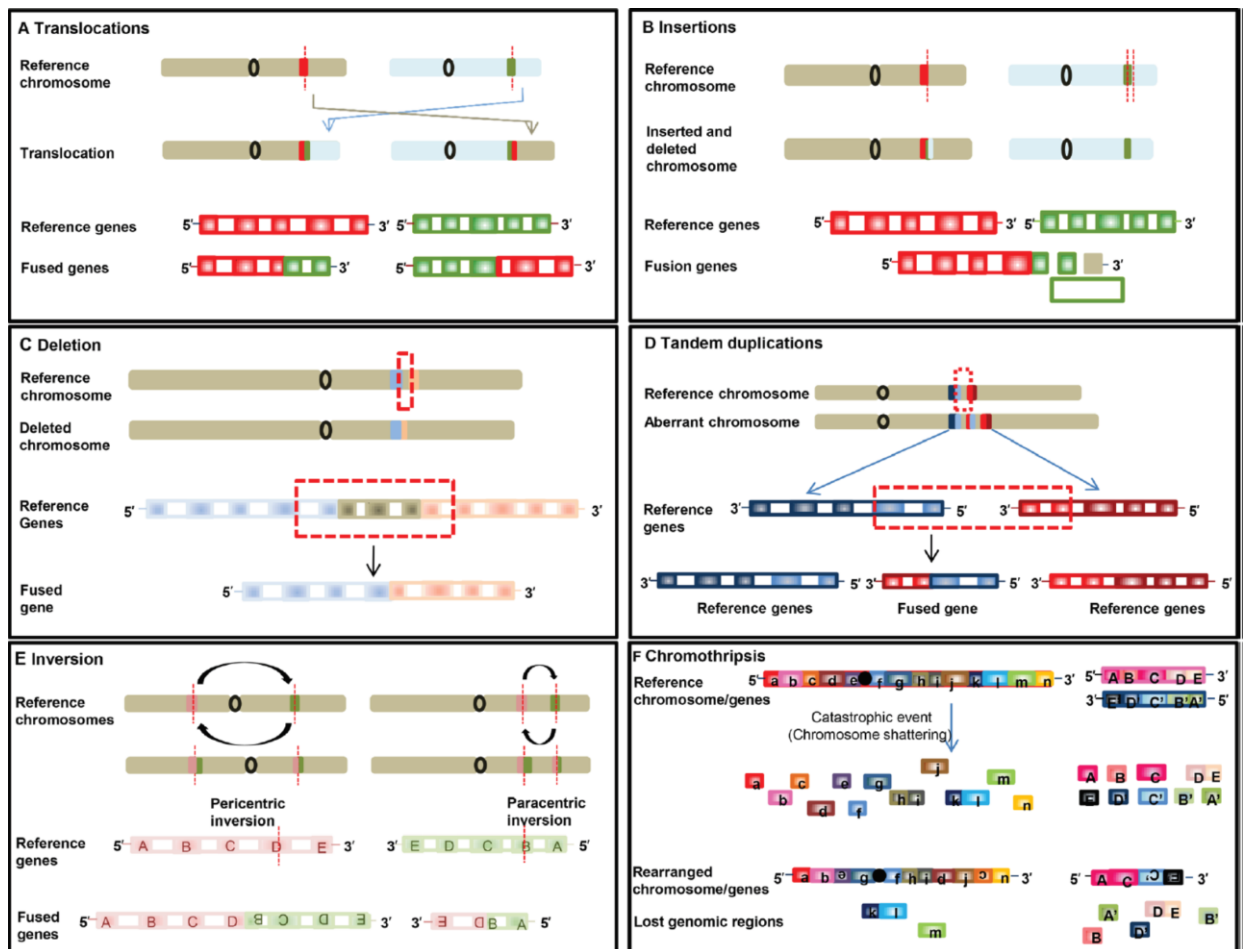 A Translocations
Reference
chromosome
Translocation
Reference genes
5′ 3′ 5′ 3′
Fused genes
5′ 3′ 5′ 3′
B Insertions
Reference
chromosome
Inserted and
deleted
chromosome
Reference genes
5′ 3′ 5′ 3′
Fusion genes
5′ 3′
C Deletion
Reference
chromosome
Deleted
chromosome
Reference
Genes
5′ 3′
Fused
gene
5′ 3′
D Tandem duplications
Reference chromosome
Aberrant chromosome
Reference
genes
3′ 5′ 3′ 5′
3′ 5′ 3′ 5′ 3′ 5′
Reference genes Fused gene Reference genes
E Inversion
Reference
chromosomes
Pericentric
inversion
Paracentric
inversion
Reference
genes
5′ A B C D E 3′ 3′ E D C B A 5′
Fused
genes
5′ A B C D B C D E 3′ 3′ E D B A 5′
F Chromothripsis
Reference
chromosome/genes
5′ a b c d e f g h i j k l m n 3′
5′ A B C D E 3′
3′ E' D' C' B' A' 5′
Catastrophic event
(Chromosome shattering)
a c e g j m
b d f h i k l n
A B C D E
E D' C' B' A'
Rearranged
chromosome/genes
5′ a b e g f h i d j c n 3′
5′ A C C' E 3′
Lost genomic regions
k l m
A' D E B'
B D'